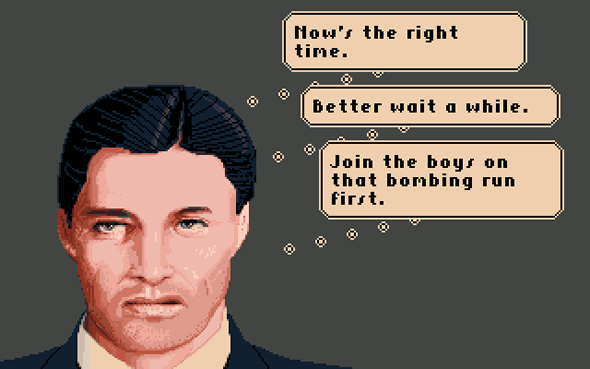 Now's the right
time.
Better wait a while.
Join the boys on
that bombing run
first.